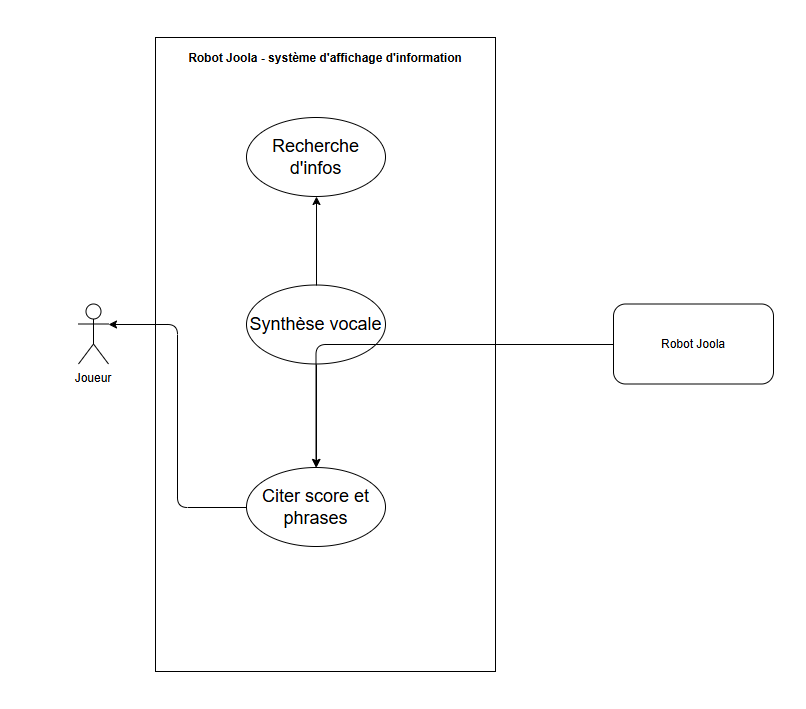 Robot Joola - système d'affichage d'information
Recherche
d'infos
Synthèse vocale
Robot Joola
Joueur
Citer score et
phrases